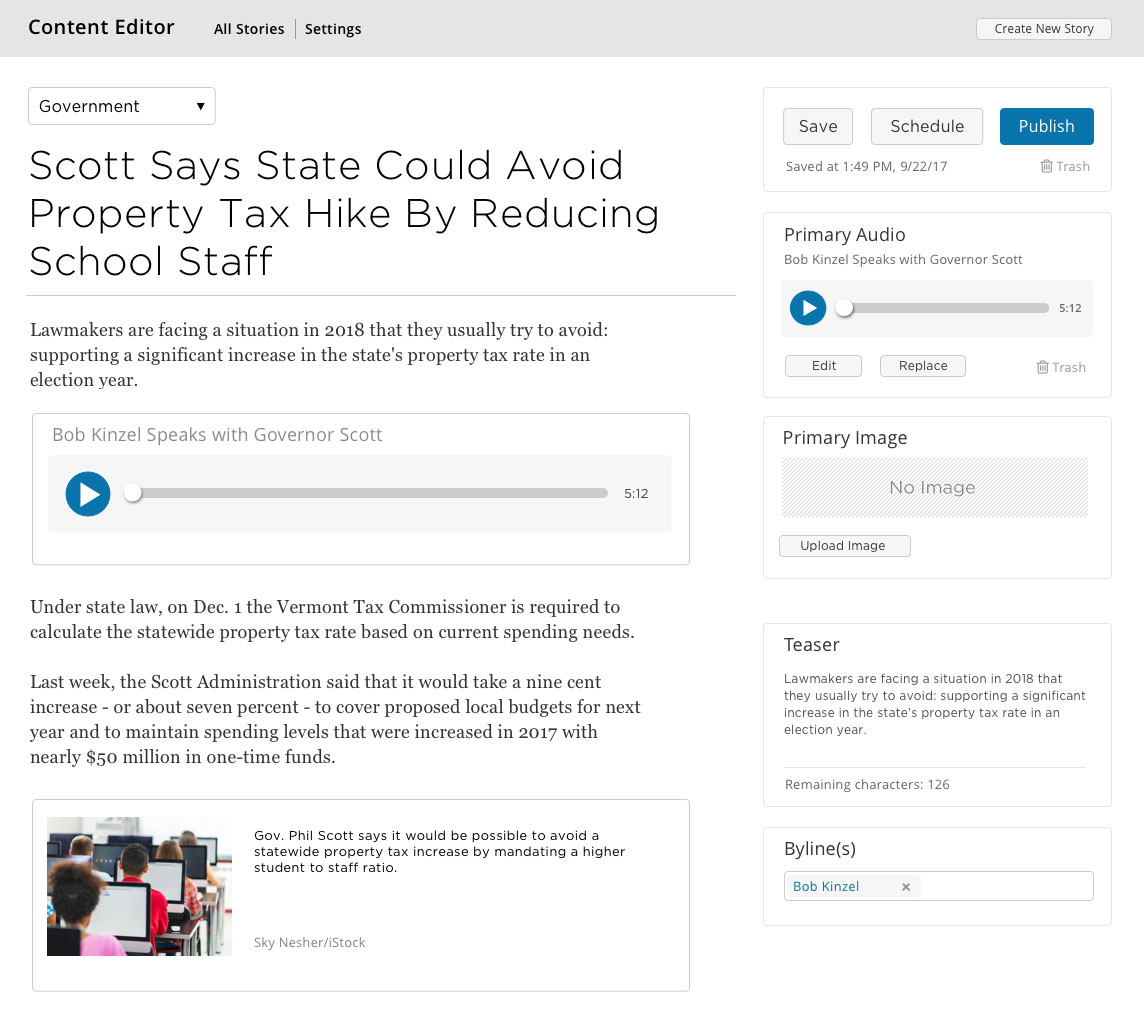 Content Editor
All Stories
Settings
Create New Story
Government
Scott Says State Could Avoid
Property Tax Hike By Reducing
School Staff
Lawmakers are facing a situation in 2018 that they usually try to avoid:
supporting a significant increase in the state's property tax rate in an
election year.
Bob Kinzel Speaks with Governor Scott
5:12
Under state law, on Dec. 1 the Vermont Tax Commissioner is required to
calculate the statewide property tax rate based on current spending needs.
Last week, the Scott Administration said that it would take a nine cent
increase - or about seven percent - to cover proposed local budgets for next
year and to maintain spending levels that were increased in 2017 with
nearly $50 million in one-time funds.
Gov. Phil Scott says it would be possible to avoid a
statewide property tax increase by mandating a higher
student to staff ratio.
Sky Nesher/iStock
Save
Schedule
Publish
Saved at 1:49 PM, 9/22/17
Trash
Primary Audio
Bob Kinzel Speaks with Governor Scott
5:12
Edit
Replace
Trash
Primary Image
No Image
Upload Image
Teaser
Lawmakers are facing a situation in 2018 that
they usually try to avoid: supporting a significant
increase in the state's property tax rate in an
election year.
Remaining characters: 126
Byline(s)
Bob Kinzel